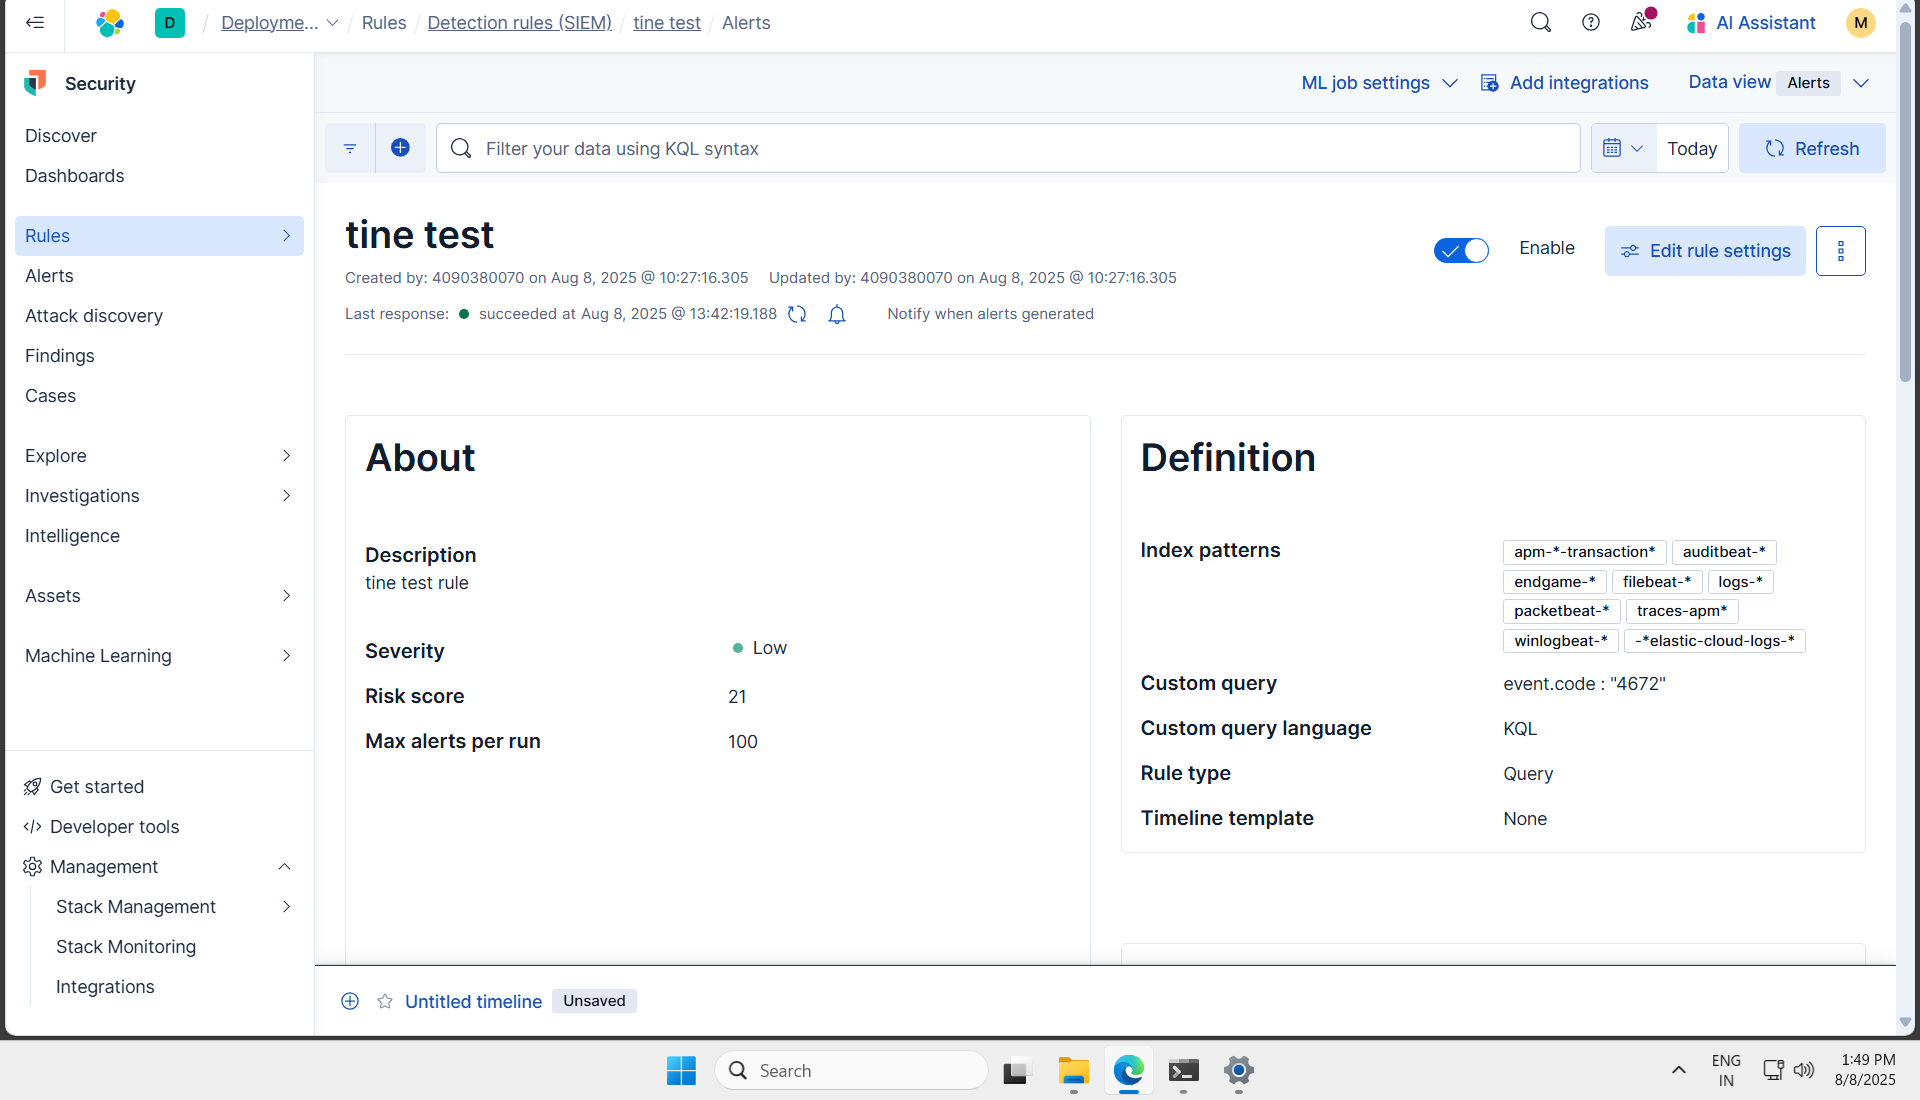 D / Deployme... / Rules / Detection rules (SIEM) / tine test / Alerts
AI Assistant
M
Security
ML job settings
Add integrations
Data view Alerts
Discover
Dashboards
Rules
Alerts
Attack discovery
Findings
Cases
Explore
Investigations
Intelligence
Assets
Machine Learning
Get started
Developer tools
Management
Stack Management
Stack Monitoring
Integrations
Filter your data using KQL syntax
Today
Refresh
tine test
Enable
Edit rule settings
Created by: 4090380070 on Aug 8, 2025 @ 10:27:16.305 Updated by: 4090380070 on Aug 8, 2025 @ 10:27:16.305
Last response: succeeded at Aug 8, 2025 @ 13:42:19.188 Notify when alerts generated
About
Description
tine test rule
Severity Low
Risk score 21
Max alerts per run 100
Definition
Index patterns
apm-*-transaction* auditbeat-*
endgame-* filebeat-* logs-*
packetbeat-* traces-apm*
winlogbeat-* -*elastic-cloud-logs-*
Custom query event.code : "4672"
Custom query language KQL
Rule type Query
Timeline template None
Untitled timeline Unsaved
Search
ENG
IN
1:49 PM
8/8/2025